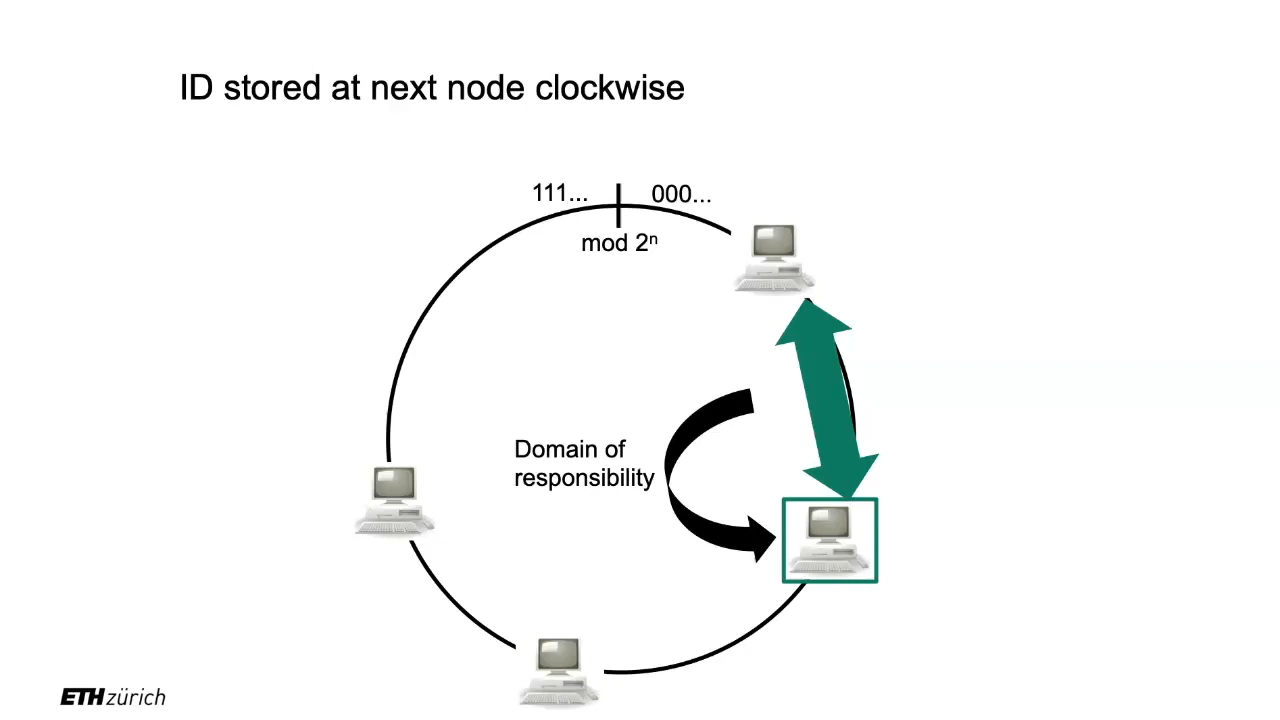 ID stored at next node clockwise
111... 000...
mod 2ⁿ
Domain of
responsibility
ETH zürich